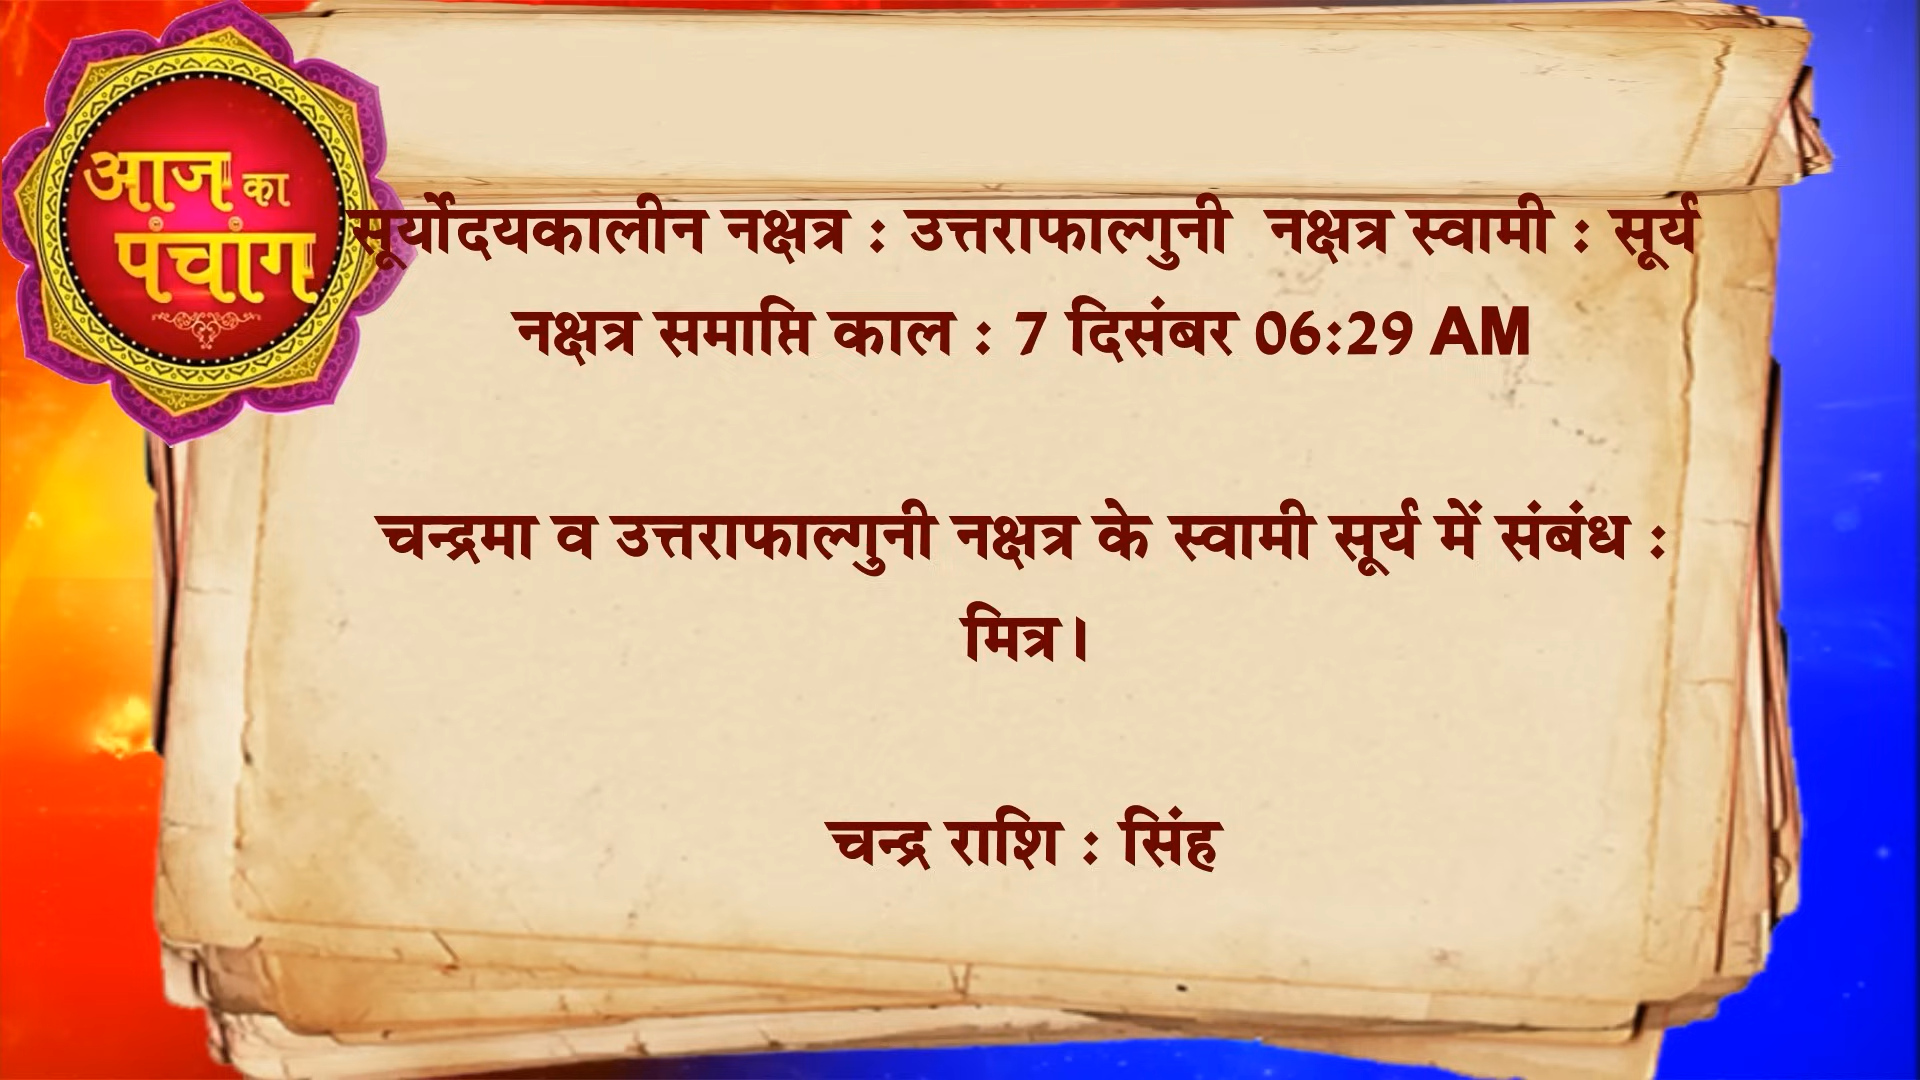 आज का
पंचांग
सूर्योदयकालीन नक्षत्र : उत्तराफाल्गुनी  नक्षत्र स्वामी : सूर्य
नक्षत्र समाप्ति काल : 7 दिसंबर 06:29 AM
चन्द्रमा व उत्तराफाल्गुनी नक्षत्र के स्वामी सूर्य में संबंध :
मित्र।
चन्द्र राशि : सिंह